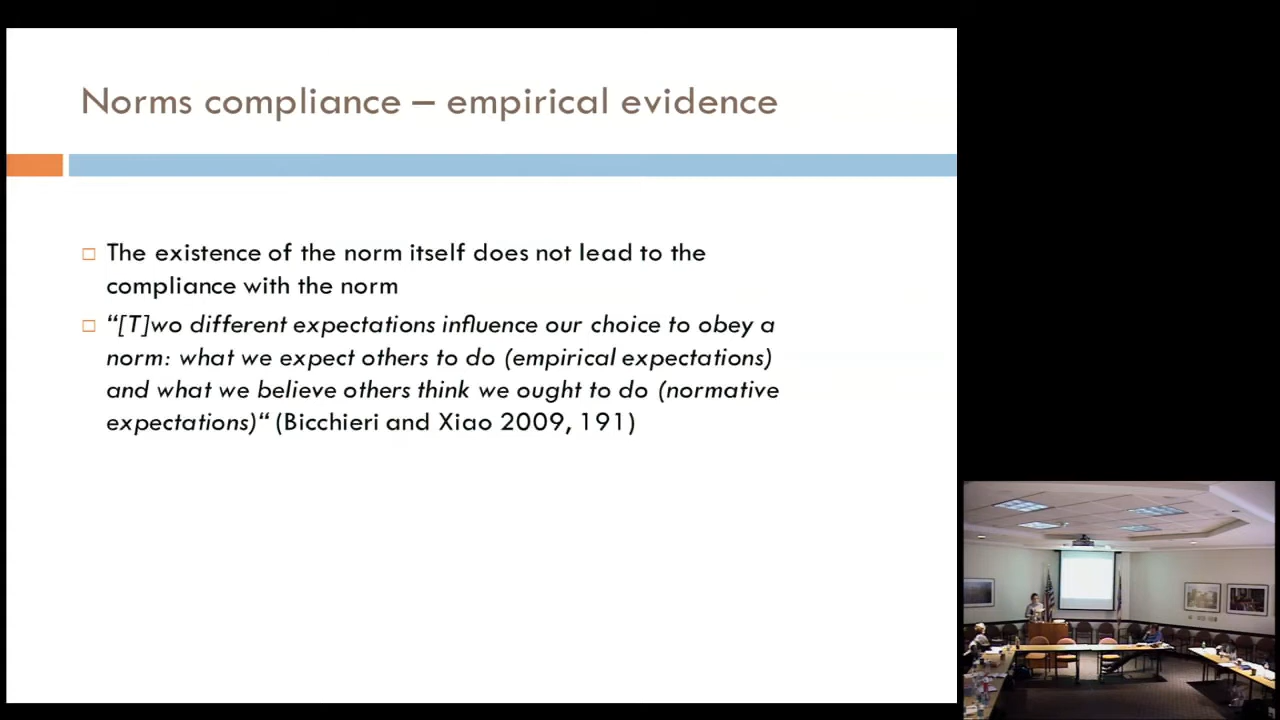 Norms compliance – empirical evidence
The existence of the norm itself does not lead to the
compliance with the norm
“[T]wo different expectations influence our choice to obey a
norm: what we expect others to do (empirical expectations)
and what we believe others think we ought to do (normative
expectations)“ (Bicchieri and Xiao 2009, 191)